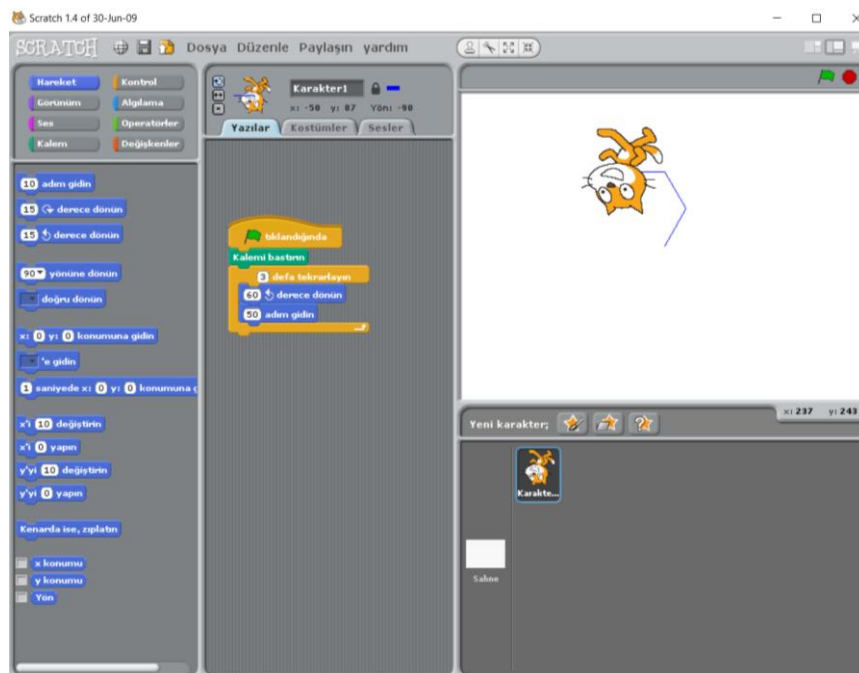 Scratch 1.4 of 30-Jun-09
SCRATCH Dosya Düzenle Paylaşın yardım
Hareket Kontrol
Görünüm Algılama
Ses Operatörler
Kalem Değişkenler
Karakter1
x: -50 y: 87 Yön: -90
Yazılar Kostümler Sesler
10 adım gidin
15 derece dönün
15 derece dönün
90 yönüne dönün
doğru dönün
x: 0 y: 0 konumuna gidin
'e gidin
1 saniyede x: 0 y: 0 konumuna g
x'i 10 değiştirin
x'i 0 yapın
y'yi 10 değiştirin
y'yi 0 yapın
Kenarda ise, zıplatın
x konumu
y konumu
Yön
tıklandığında
Kalemi bastırın
3 defa tekrarlayın
60 derece dönün
50 adım gidin
x: 237 y: 243
Yeni karakter;
Karakte...
Sahne